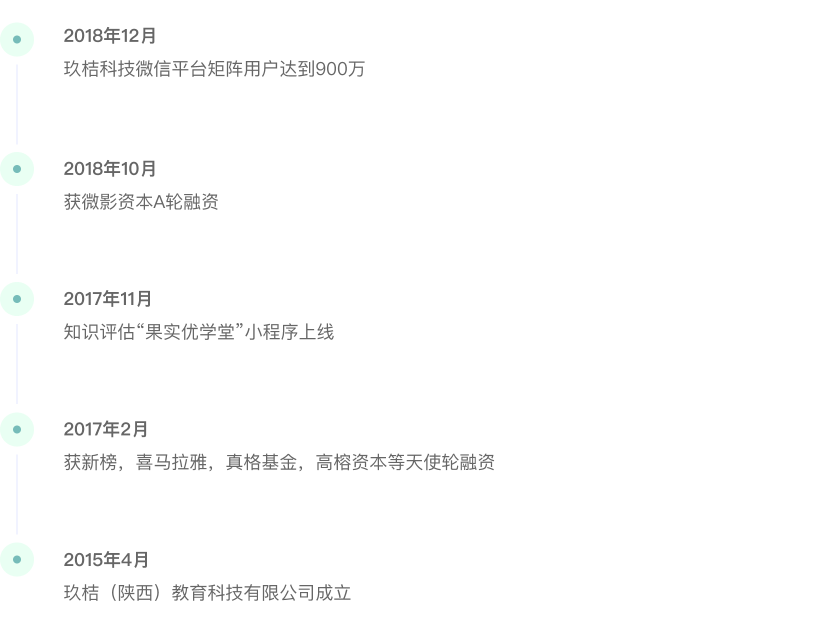 2018年12月
玖桔科技微信平台矩阵用户达到900万
2018年10月
获微影资本A轮融资
2017年11月
知识评估“果实优学堂”小程序上线
2017年2月
获新榜，喜马拉雅，真格基金，高榕资本等天使轮融资
2015年4月
玖桔（陕西）教育科技有限公司成立